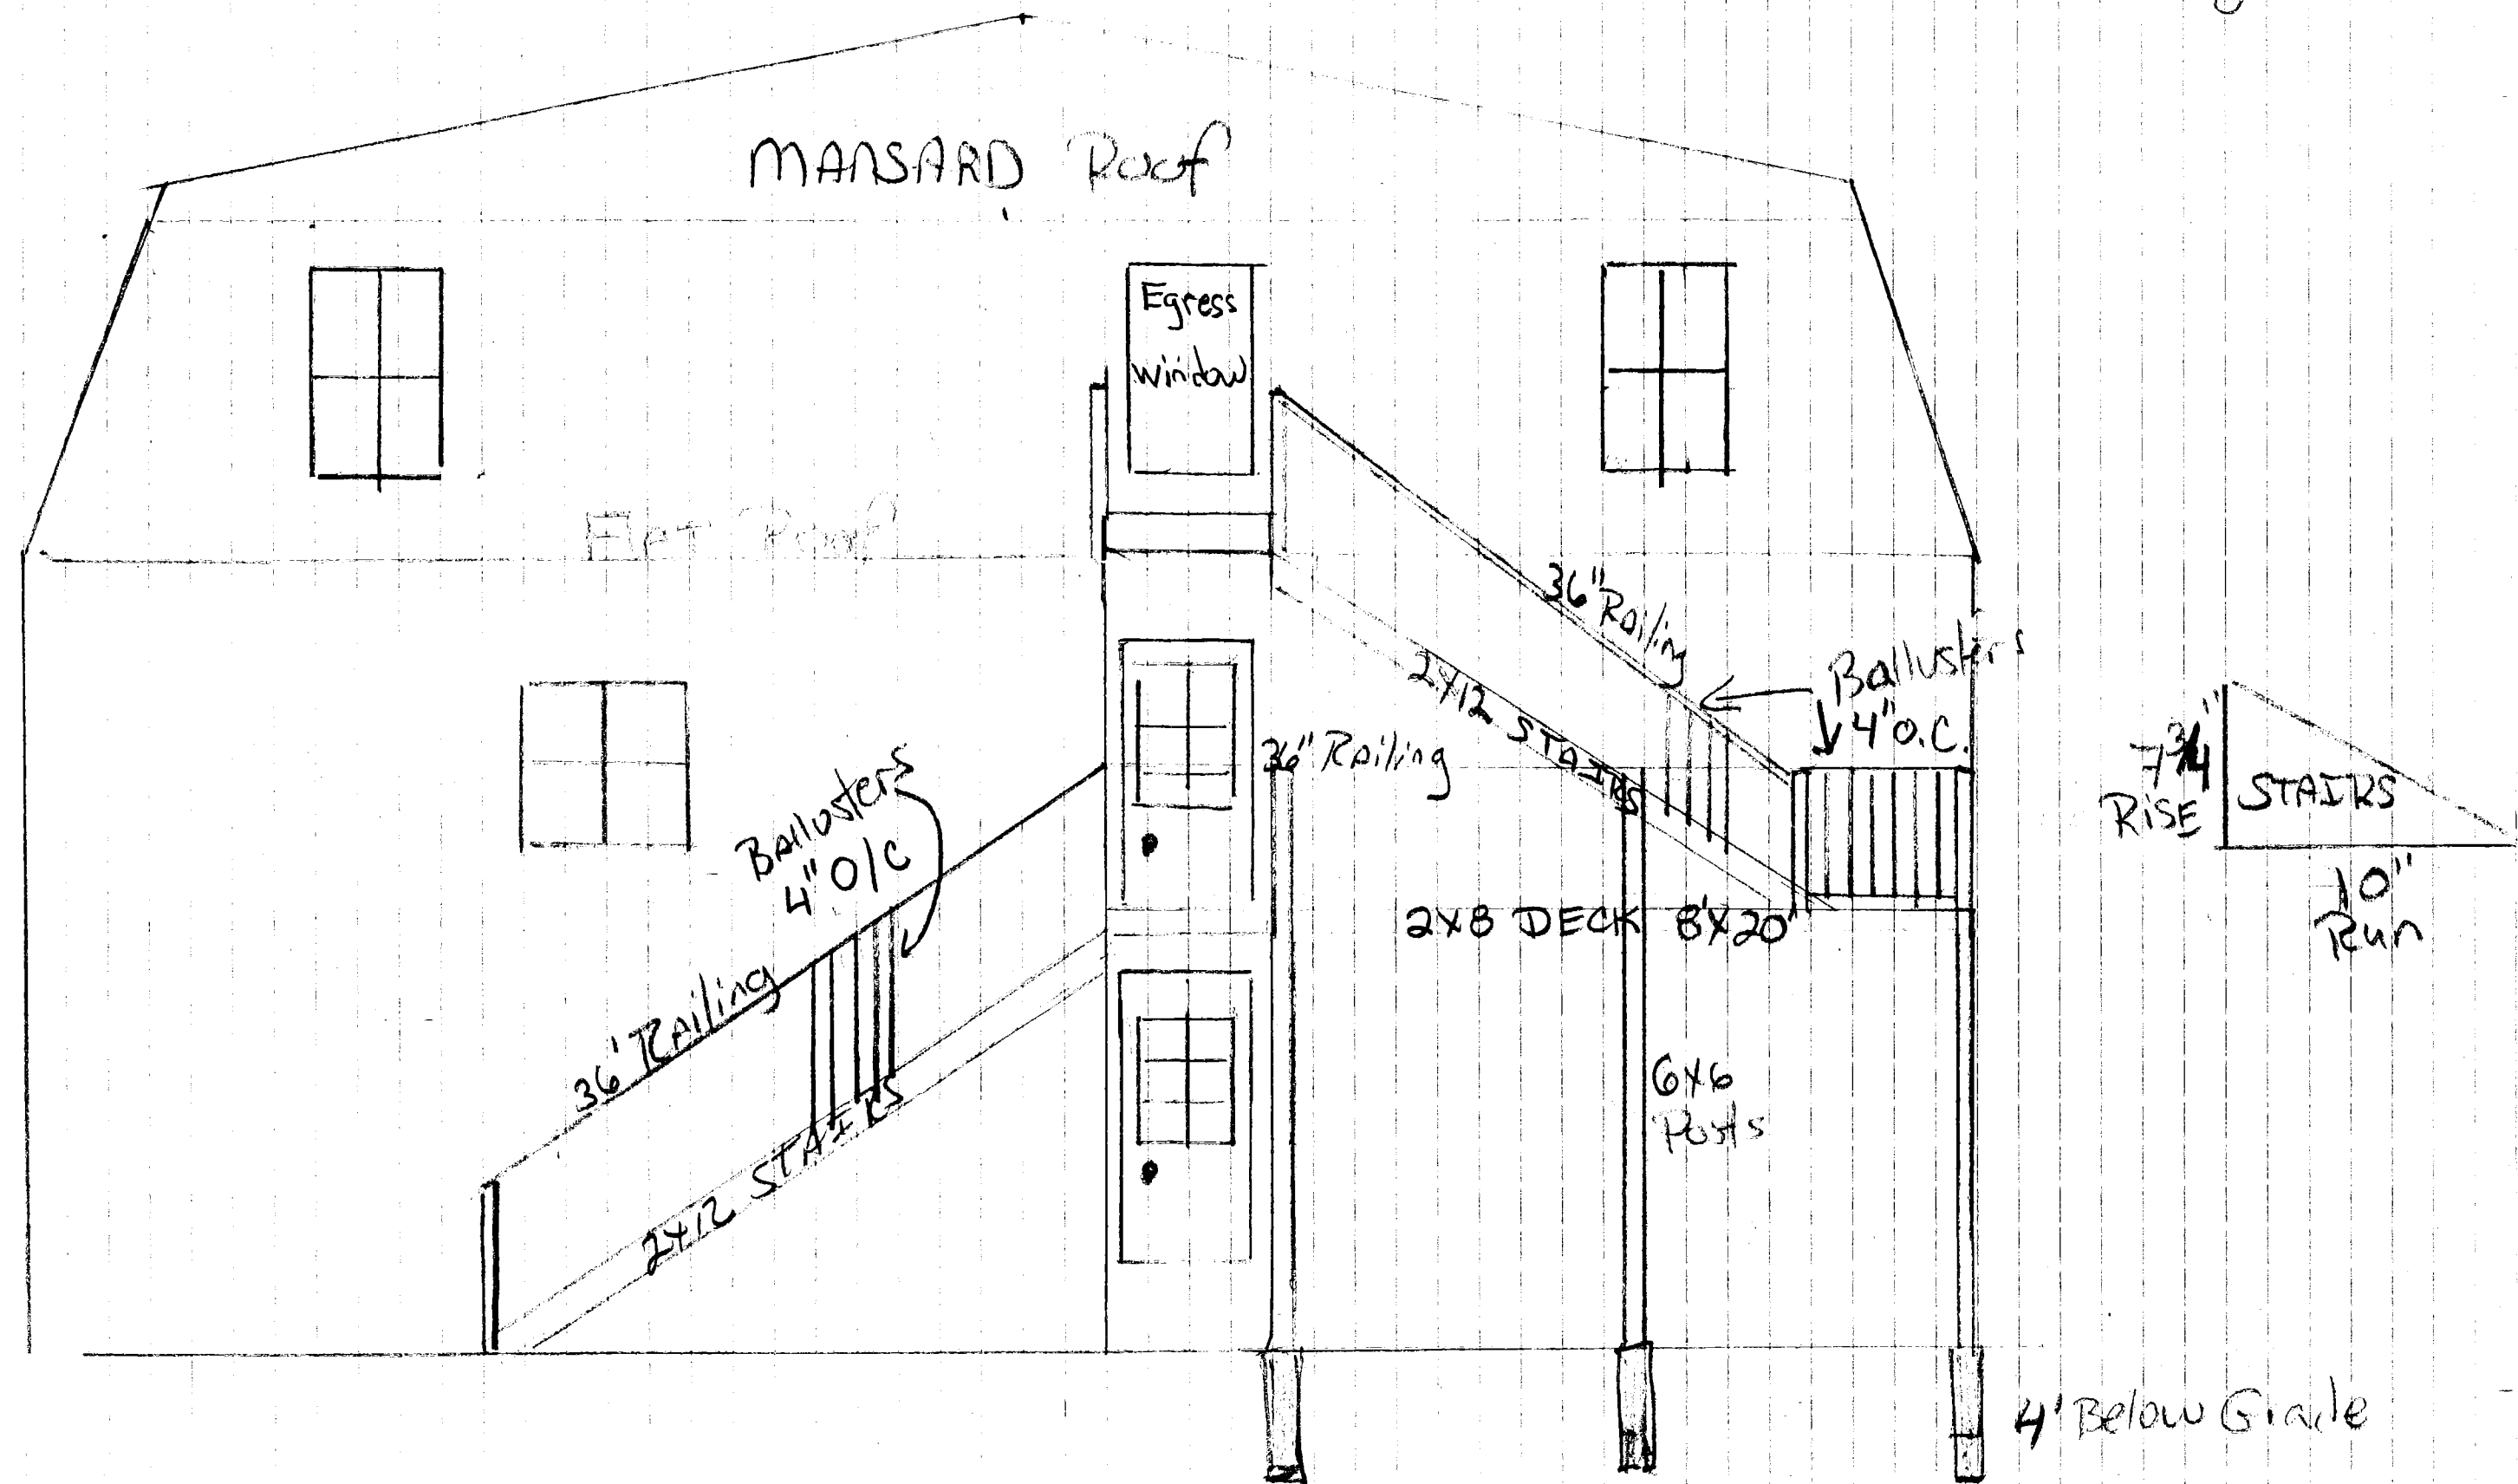 MANSARD Roof
Egress
Window
FLAT Roof
36" Railing
2X12 STAIRS
Ballusters
4" O.C.
36" Railing
Ballusters
4" O/C
36' Railing
2X12 STAIRS
2X8 DECK 8'X20'
6X6
Posts
7 3/4"
RISE
STAIRS
10"
Run
4' Below Grade